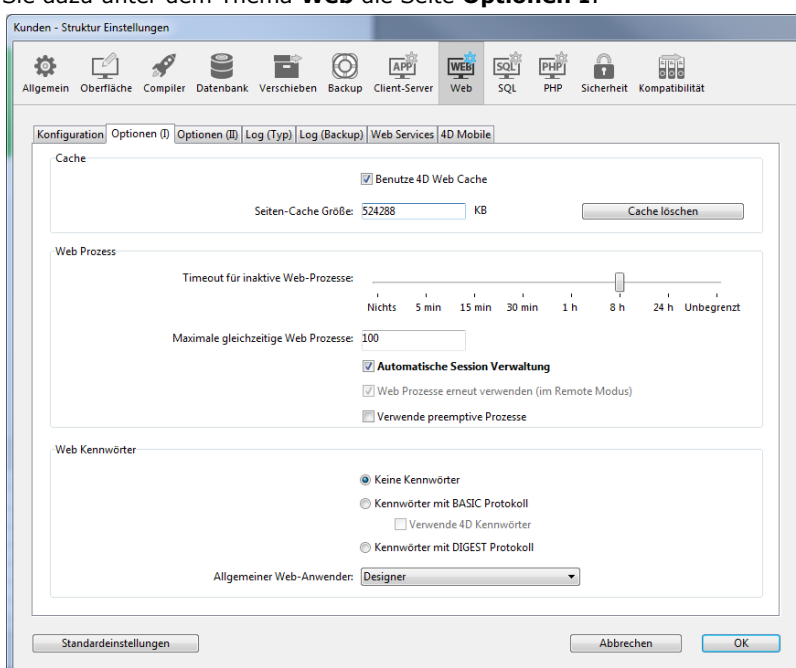 Sie dazu unter dem Thema Web die Seite Optionen I:
Kunden - Struktur Einstellungen
Allgemein Oberfläche Compiler Datenbank Verschieben Backup Client-Server Web SQL PHP Sicherheit Kompatibilität
Konfiguration Optionen (I) Optionen (II) Log (Typ) Log (Backup) Web Services 4D Mobile
Cache
Benutze 4D Web Cache
Seiten-Cache Größe: 524288 KB Cache löschen
Web Prozess
Timeout für inaktive Web-Prozesse:
Nichts 5 min 15 min 30 min 1 h 8 h 24 h Unbegrenzt
Maximale gleichzeitige Web Prozesse: 100
Automatische Session Verwaltung
Web Prozesse erneut verwenden (im Remote Modus)
Verwende preemptive Prozesse
Web Kennwörter
Keine Kennwörter
Kennwörter mit BASIC Protokoll
Verwende 4D Kennwörter
Kennwörter mit DIGEST Protokoll
Allgemeiner Web-Anwender: Designer
Standardeinstellungen Abbrechen OK